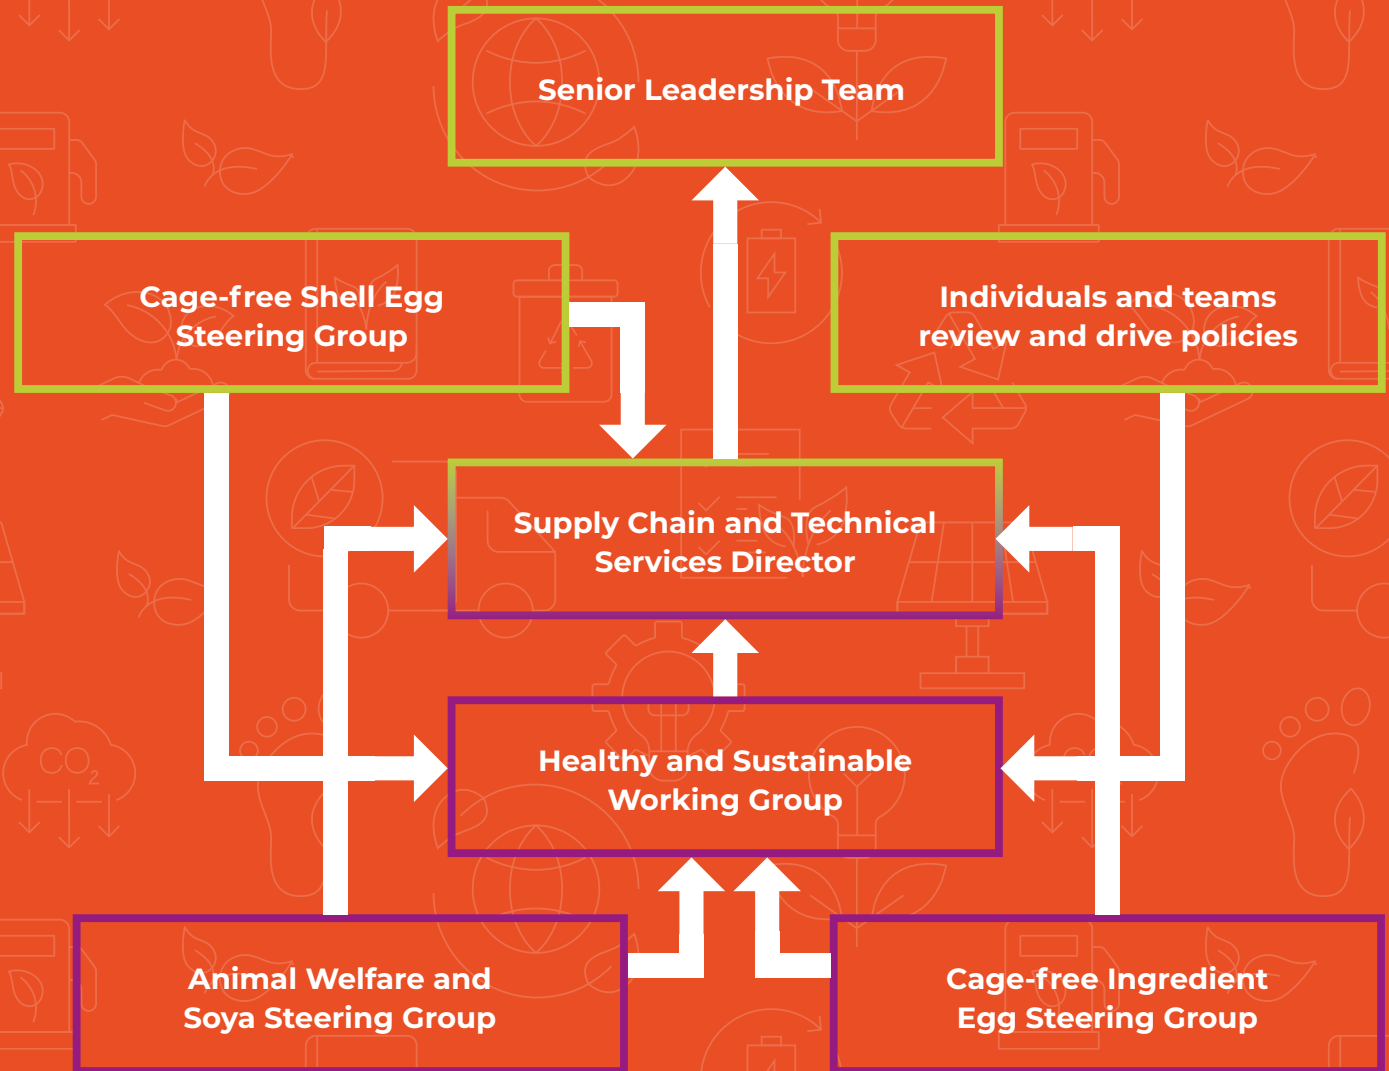 Senior Leadership Team
Cage-free Shell Egg
Steering Group
Individuals and teams
review and drive policies
Supply Chain and Technical
Services Director
Healthy and Sustainable
Working Group
Animal Welfare and
Soya Steering Group
Cage-free Ingredient
Egg Steering Group
CO2